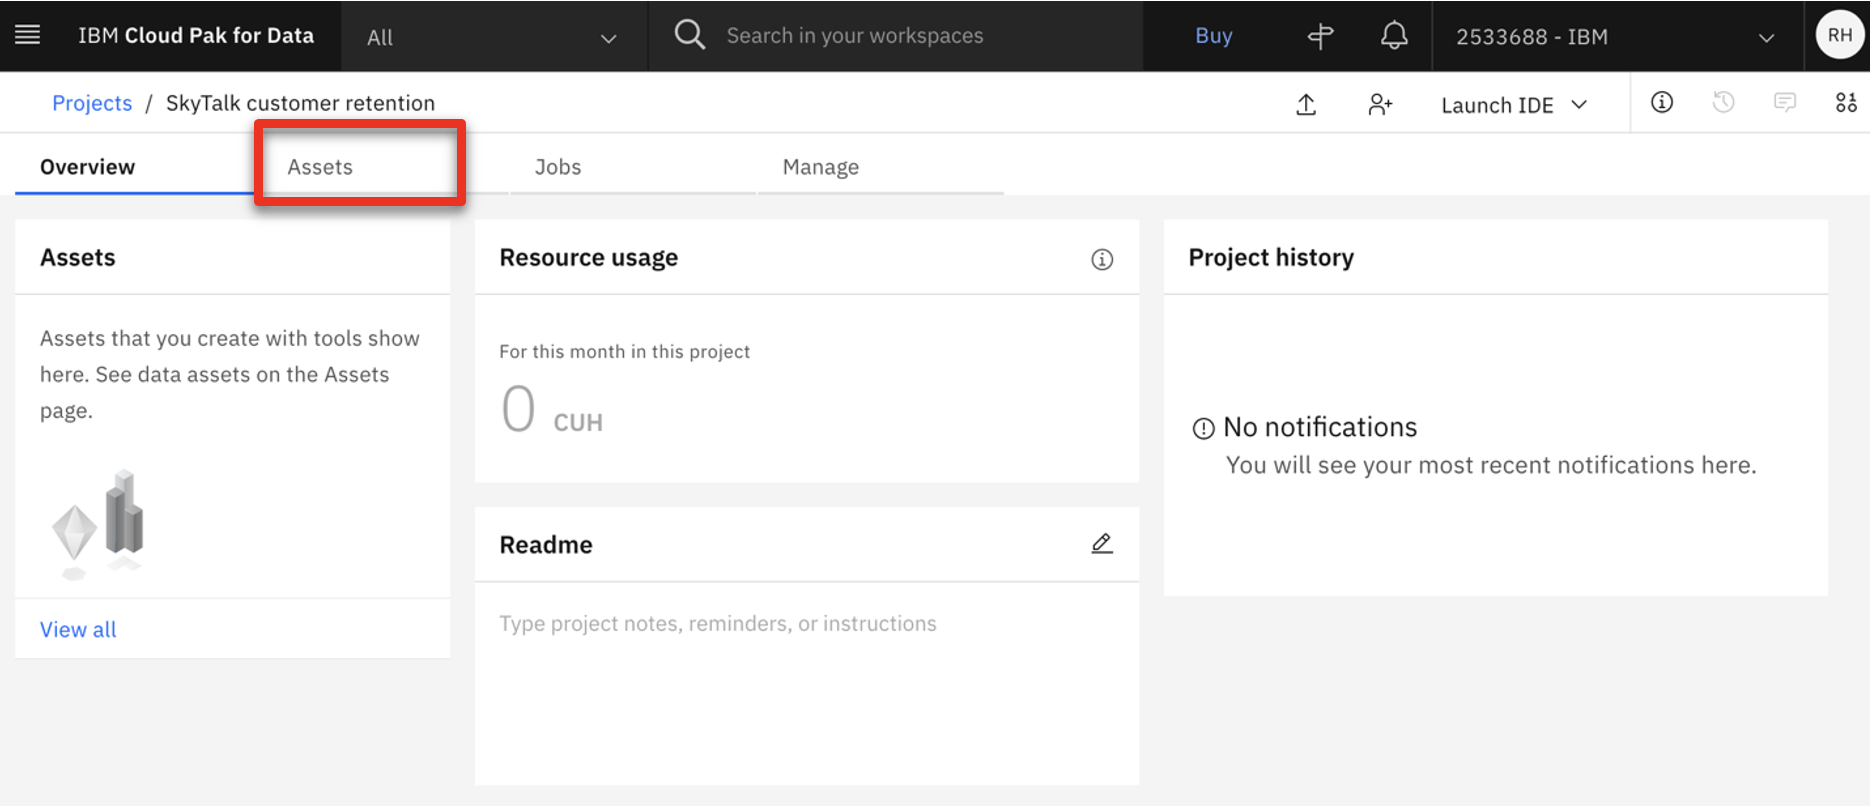 IBM Cloud Pak for Data
All
Search in your workspaces
Buy
2533688 - IBM
RH
Projects / SkyTalk customer retention
Launch IDE
Overview
Assets
Jobs
Manage
Assets
Assets that you create with tools show
here. See data assets on the Assets
page.
View all
Resource usage
For this month in this project
0 CUH
Readme
Type project notes, reminders, or instructions
Project history
No notifications
You will see your most recent notifications here.